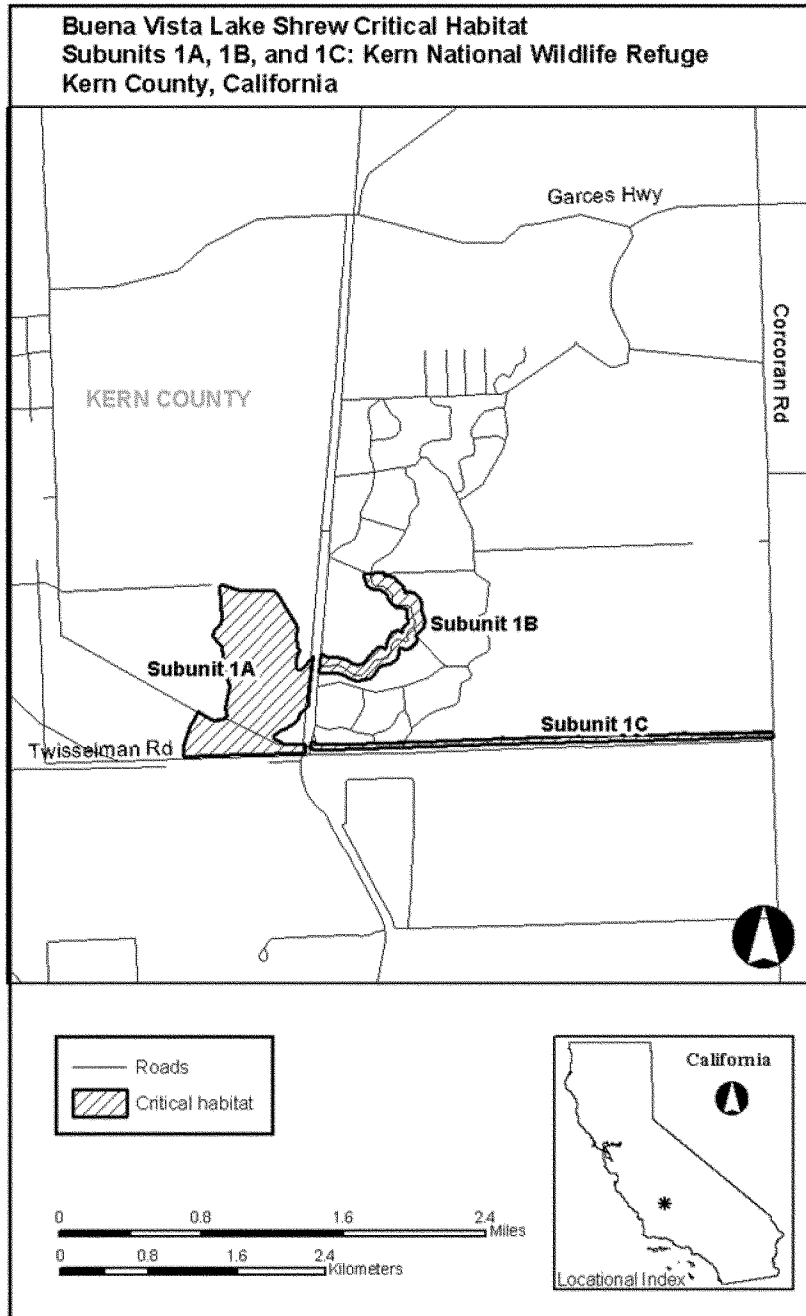 Buena Vista Lake Shrew Critical Habitat
Subunits 1A, 1B, and 1C: Kern National Wildlife Refuge
Kern County, California
Garces Hwy
Corcoran Rd
KERN COUNTY
Subunit 1B
Subunit 1A
Subunit 1C
Twisselman Rd
Roads
Critical habitat
0 0.8 1.6 2.4 Miles
0 0.8 1.6 2.4 Kilometers
California
Locational Index